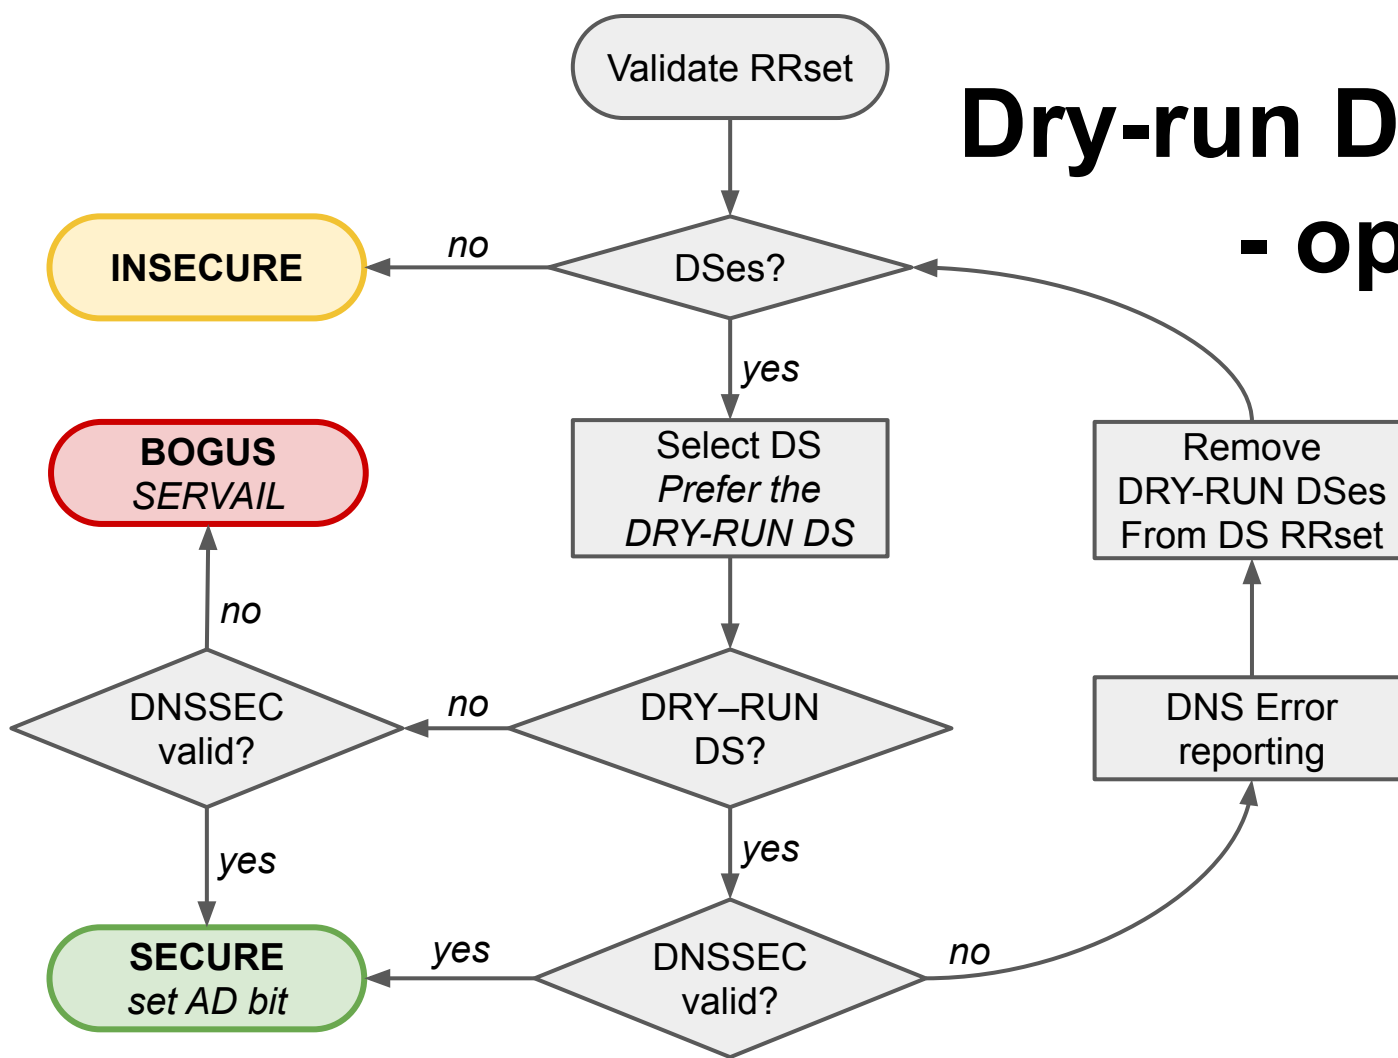 Validate RRset
Dry-run D
- op
INSECURE
no
DSes?
yes
BOGUS
SERVAIL
Select DS
Prefer the
DRY-RUN DS
Remove
DRY-RUN DSes
From DS RRset
no
DNSSEC
valid?
no
DRY–RUN
DS?
DNS Error
reporting
yes
yes
SECURE
set AD bit
yes
DNSSEC
valid?
no